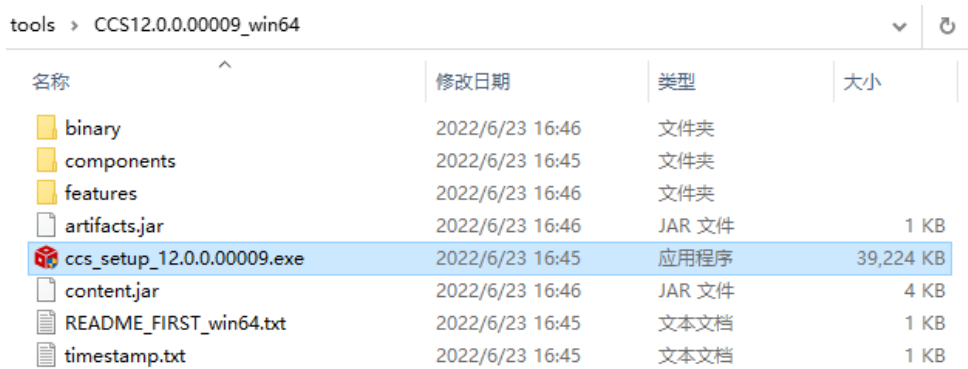 tools › CCS12.0.0.00009_win64
名称 修改日期 类型 大小
binary 2022/6/23 16:46 文件夹
components 2022/6/23 16:45 文件夹
features 2022/6/23 16:46 文件夹
artifacts.jar 2022/6/23 16:46 JAR 文件 1 KB
ccs_setup_12.0.0.00009.exe 2022/6/23 16:45 应用程序 39,224 KB
content.jar 2022/6/23 16:46 JAR 文件 4 KB
README_FIRST_win64.txt 2022/6/23 16:45 文本文档 1 KB
timestamp.txt 2022/6/23 16:45 文本文档 1 KB